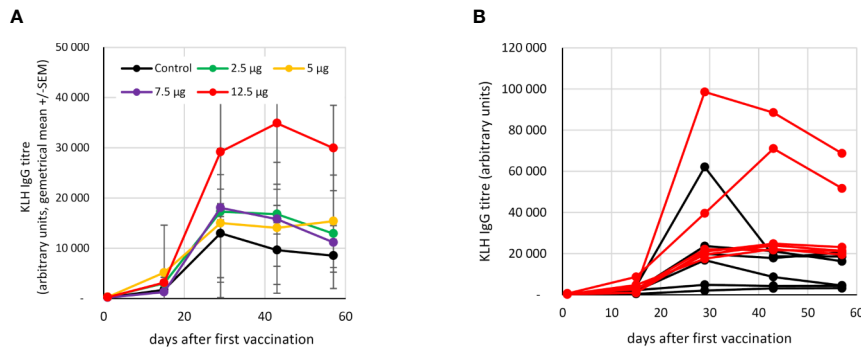 A
KLH IgG titre
(arbitrary units, gemetrical mean +/-SEM)
50 000
40 000
30 000
20 000
10 000
-
Control 2.5 µg 5 µg
7.5 µg 12.5 µg
0 20 40 60
days after first vaccination
B
KLH IgG titre (arbitrary units)
120 000
100 000
80 000
60 000
40 000
20 000
-
0 10 20 30 40 50 60
days after first vaccination